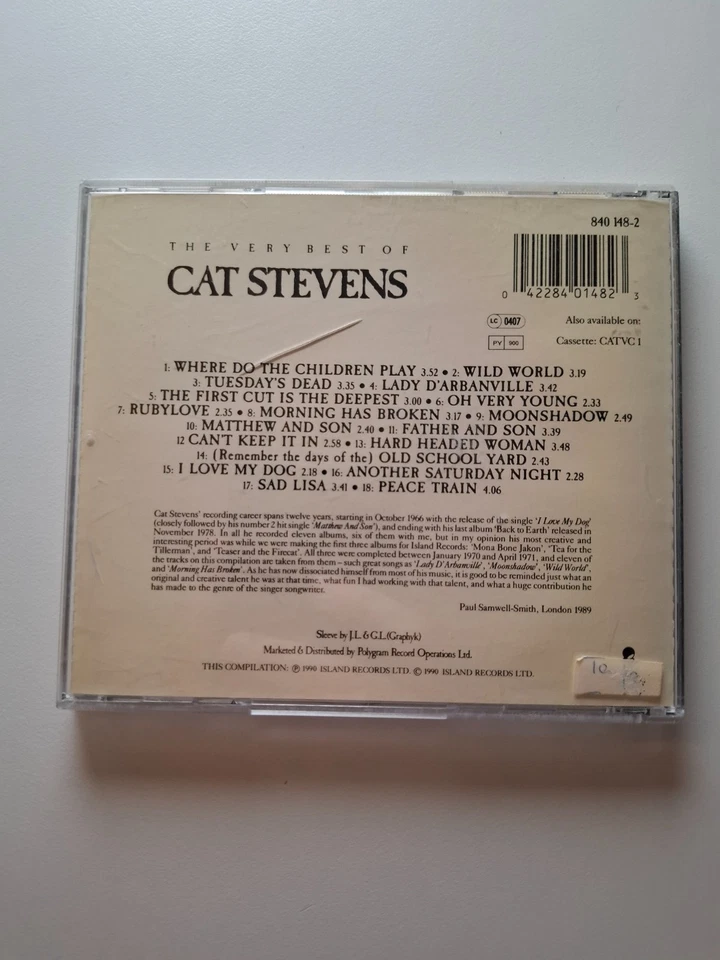 840 148-2
THE VERY BEST OF
CAT STEVENS
0 42284 01482 3
LC 0407
Also available on:
PY 900
Cassette: CATVC 1
1: WHERE DO THE CHILDREN PLAY 3.52 • 2: WILD WORLD 3.19
3: TUESDAY'S DEAD 3.35 • 4: LADY D'ARBANVILLE 3.42
5: THE FIRST CUT IS THE DEEPEST 3.00 • 6: OH VERY YOUNG 2.33
7: RUBYLOVE 2.35 • 8: MORNING HAS BROKEN 3.17 • 9: MOONSHADOW 2.49
10: MATTHEW AND SON 2.40 • 11: FATHER AND SON 3.39
12 CAN'T KEEP IT IN 2.58 • 13: HARD HEADED WOMAN 3.48
14: (Remember the days of the) OLD SCHOOL YARD 2.43
15: I LOVE MY DOG 2.18 • 16: ANOTHER SATURDAY NIGHT 2.28
17: SAD LISA 3.41 • 18: PEACE TRAIN 4.06
Cat Stevens' recording career spans twelve years, starting in October 1966 with the release of the single 'I Love My Dog'
(closely followed by his number 2 hit single 'Matthew And Son'), and ending with his last album 'Back to Earth' released in
November 1978. In all he recorded eleven albums, six of them with me, but in my opinion his most creative and
interesting period was while we were making the first three albums for Island Records: 'Mona Bone Jakon', 'Tea for the
Tillerman', and 'Teaser and the Firecat'. All three were completed between January 1970 and April 1971, and eleven of
the tracks on this compilation are taken from them – such great songs as 'Lady D'Arbanville', 'Moonshadow', 'Wild World',
and 'Morning Has Broken'. As he has now dissociated himself from most of his music, it is good to be reminded just what an
original and creative talent he was at that time, what fun I had working with that talent, and what a huge contribution he
has made to the genre of the singer songwriter.
Paul Samwell-Smith, London 1989
Sleeve by J.L. & G.L. (Graphyk)
Marketed & Distributed by Polygram Record Operations Ltd.
THIS COMPILATION: ℗ 1990 ISLAND RECORDS LTD. © 1990 ISLAND RECORDS LTD.